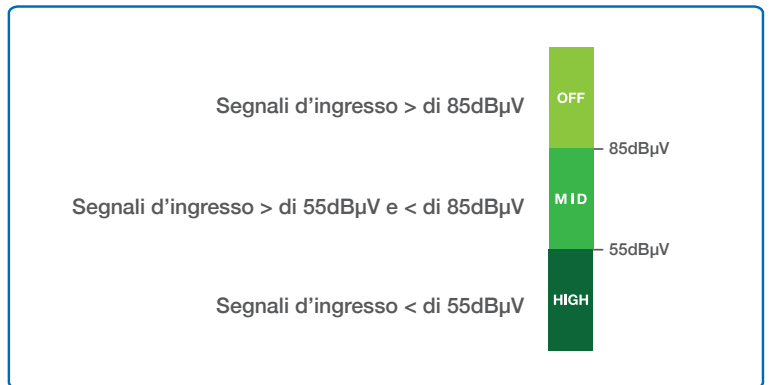 Segnali d'ingresso > di 85dBµV
OFF
85dBµV
Segnali d'ingresso > di 55dBµV e < di 85dBµV
MID
55dBµV
Segnali d'ingresso < di 55dBµV
HIGH